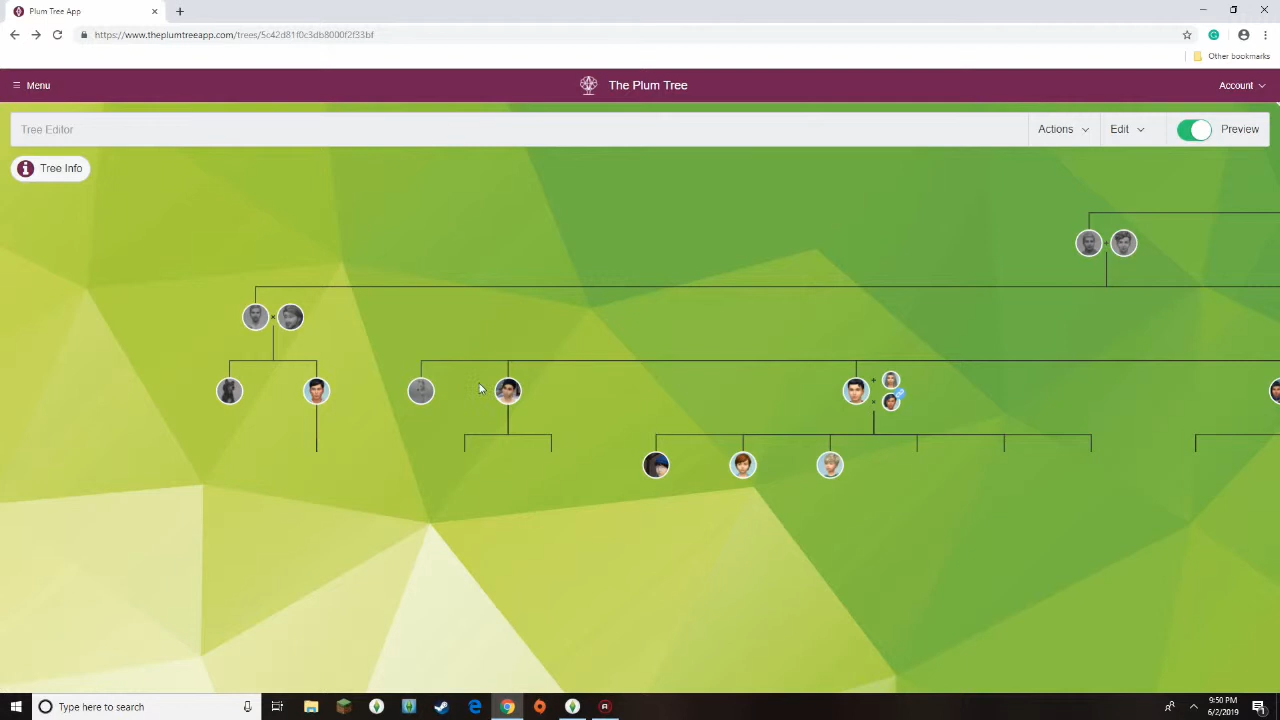 Plum Tree App
https://www.theplumtreeapp.com/trees/5c42d81f0c3db8000f2f33bf
Other bookmarks
Menu
The Plum Tree
Account
Tree Editor
Actions
Edit
Preview
Tree Info
Type here to search
9:50 PM
6/2/2019